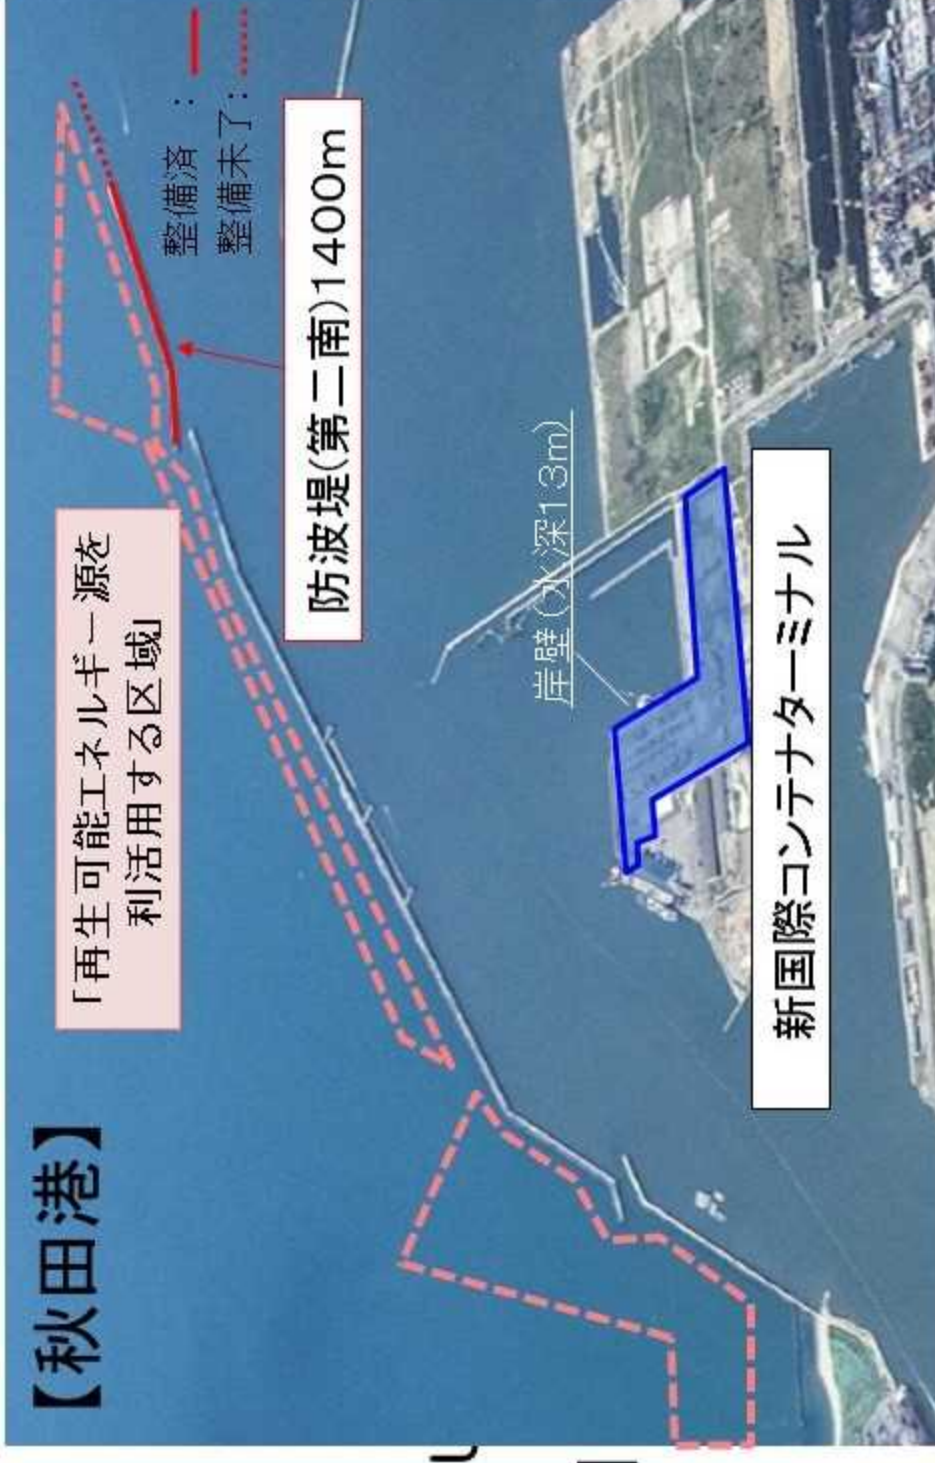 【秋田港】
「再生可能エネルギー源を
利活用する区域」
整備済 :
整備未了:
防波堤(第二南)1400m
岸壁(水深13m)
新国際コンテナターミナル